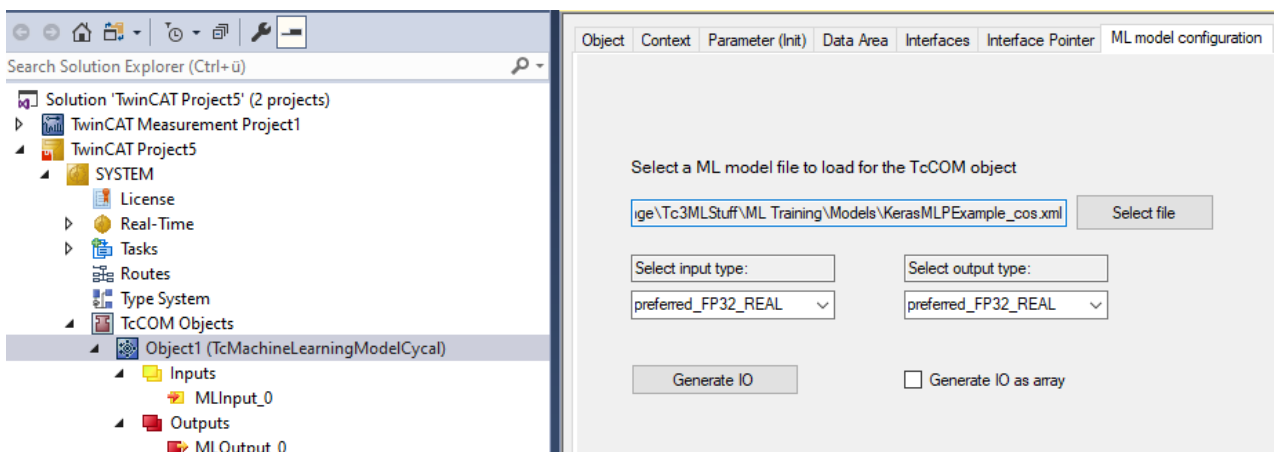 Search Solution Explorer (Ctrl+ü)
Solution 'TwinCAT Project5' (2 projects)
TwinCAT Measurement Project1
TwinCAT Project5
SYSTEM
License
Real-Time
Tasks
Routes
Type System
TcCOM Objects
Object1 (TcMachineLearningModelCycal)
Inputs
MLInput_0
Outputs
MLOutput_0
Object Context Parameter (Init) Data Area Interfaces Interface Pointer ML model configuration
Select a ML model file to load for the TcCOM object
ige\Tc3MLStuff\ML Training\Models\KerasMLPExample_cos.xml Select file
Select input type: Select output type:
preferred_FP32_REAL preferred_FP32_REAL
Generate IO Generate IO as array